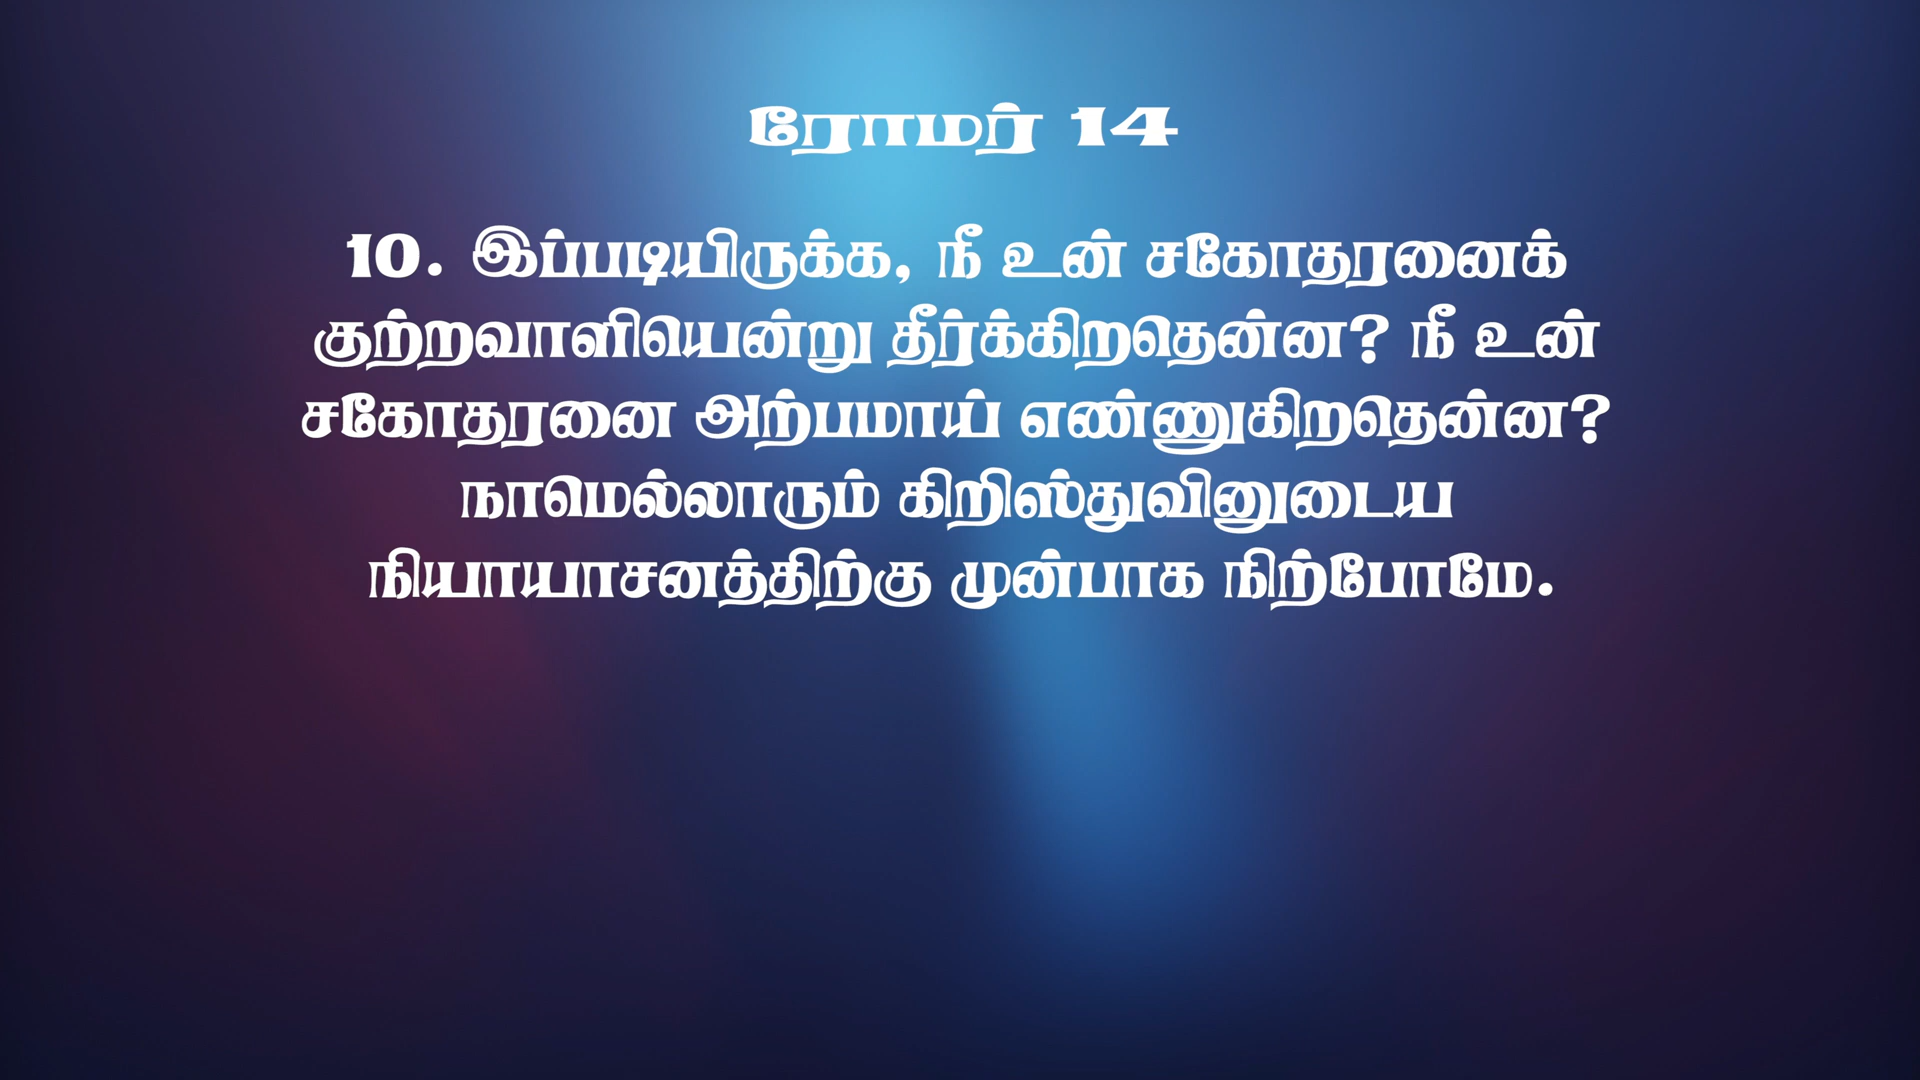 ரோமர் 14
10. இப்படியிருக்க, நீ உன் சகோதரனைக்
குற்றவாளியென்று தீர்க்கிறதென்ன? நீ உன்
சகோதரனை அற்பமாய் எண்ணுகிறதென்ன?
நாமெல்லாரும் கிறிஸ்துவினுடைய
நியாயாசனத்திற்கு முன்பாக நிற்போமே.